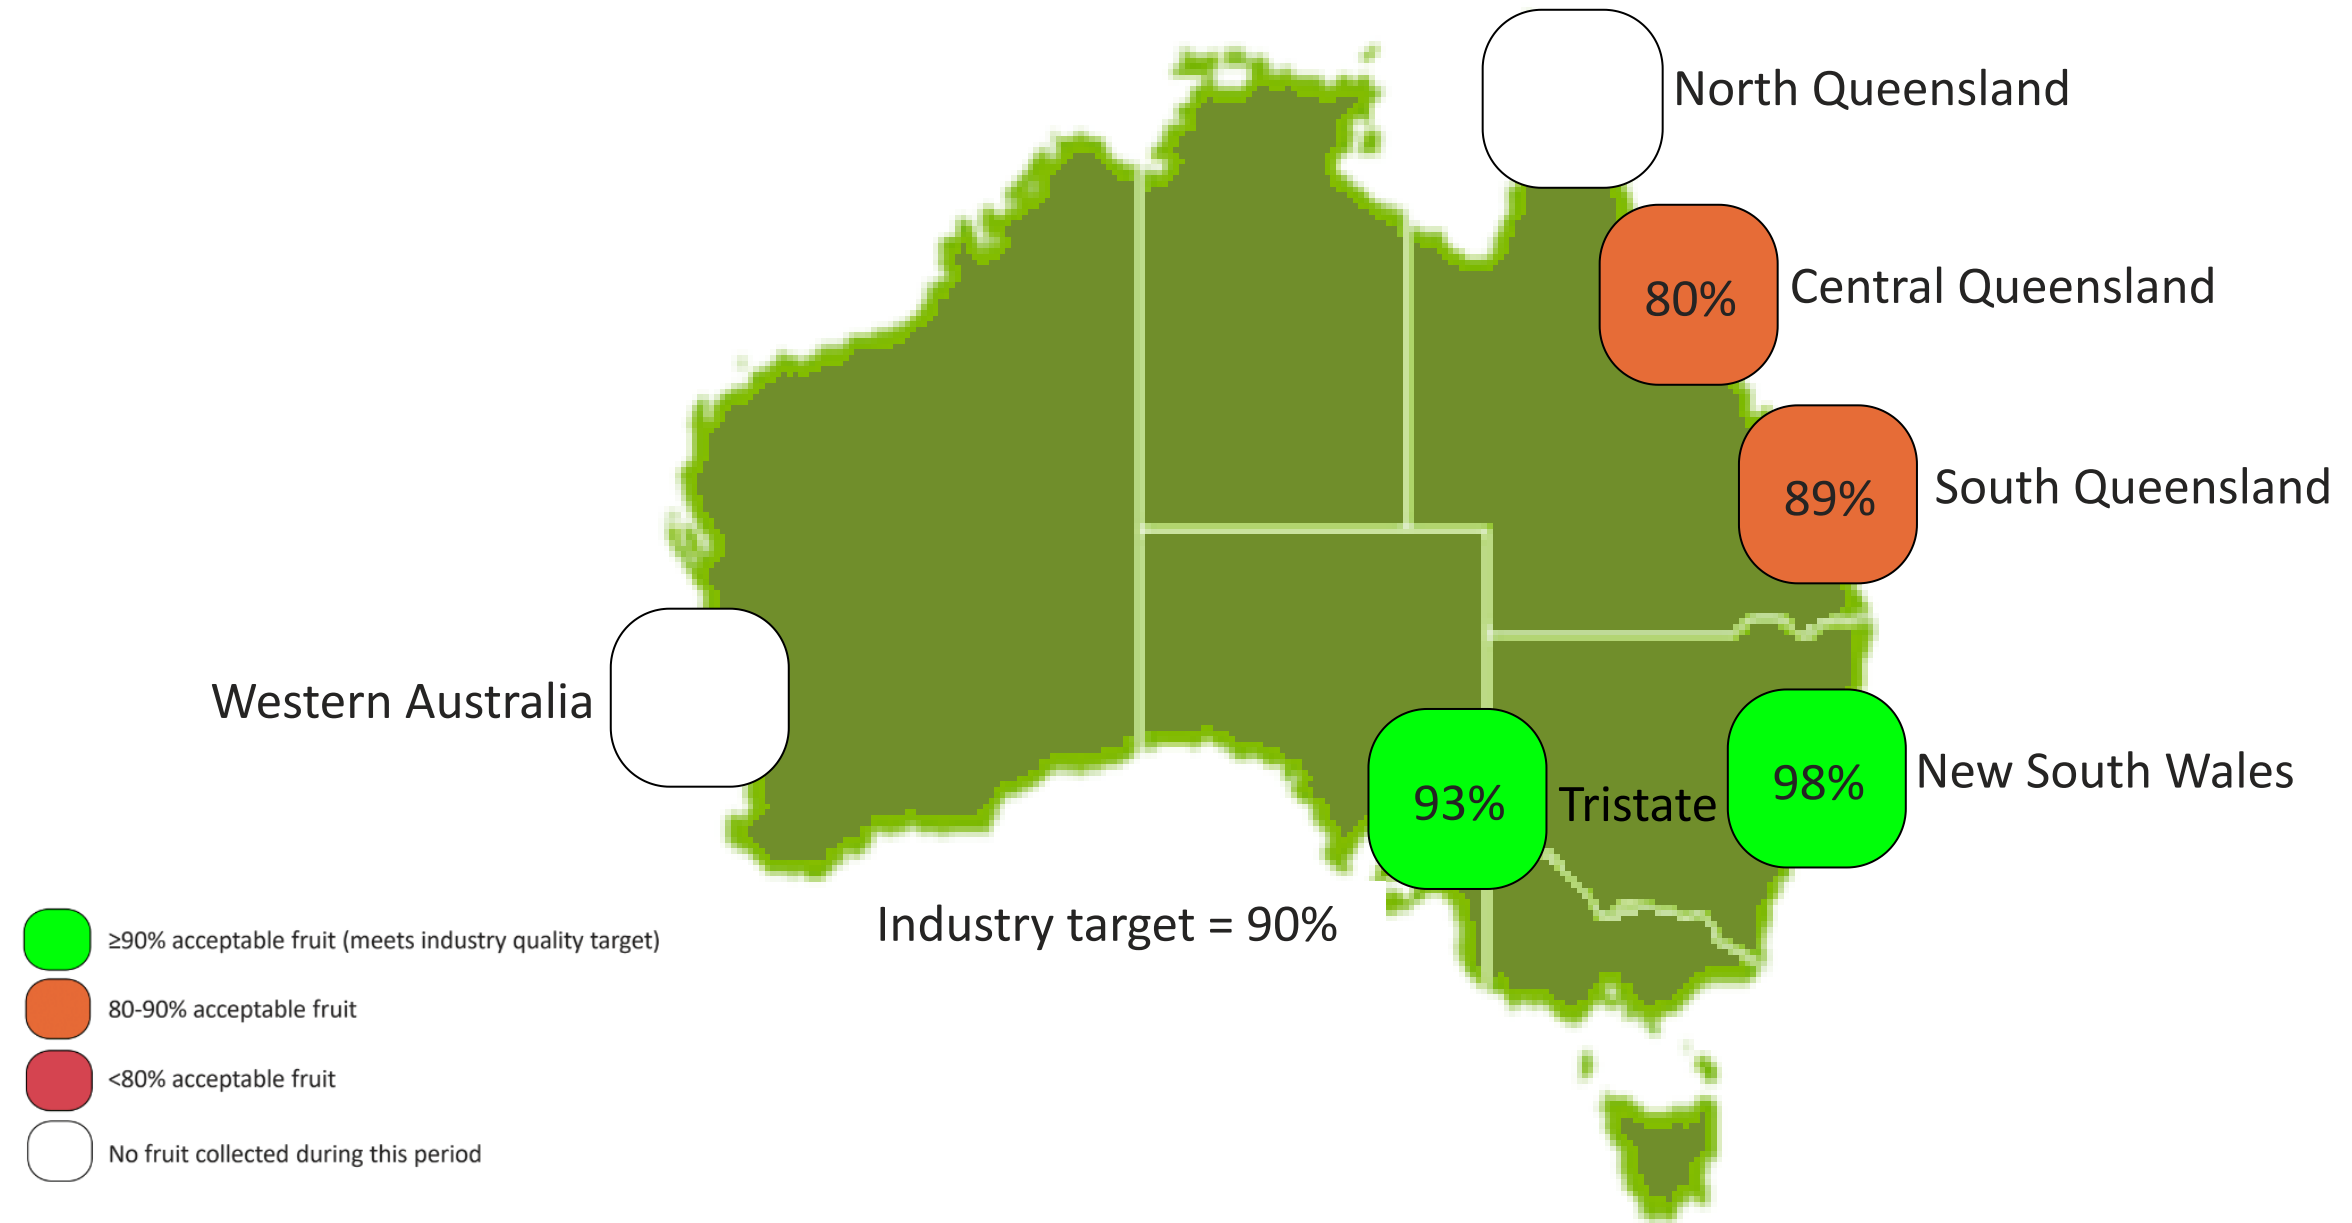 North Queensland
80%
Central Queensland
89%
South Queensland
Western Australia
93%
Tristate
98%
New South Wales
Industry target = 90%
≥90% acceptable fruit (meets industry quality target)
80-90% acceptable fruit
<80% acceptable fruit
No fruit collected during this period